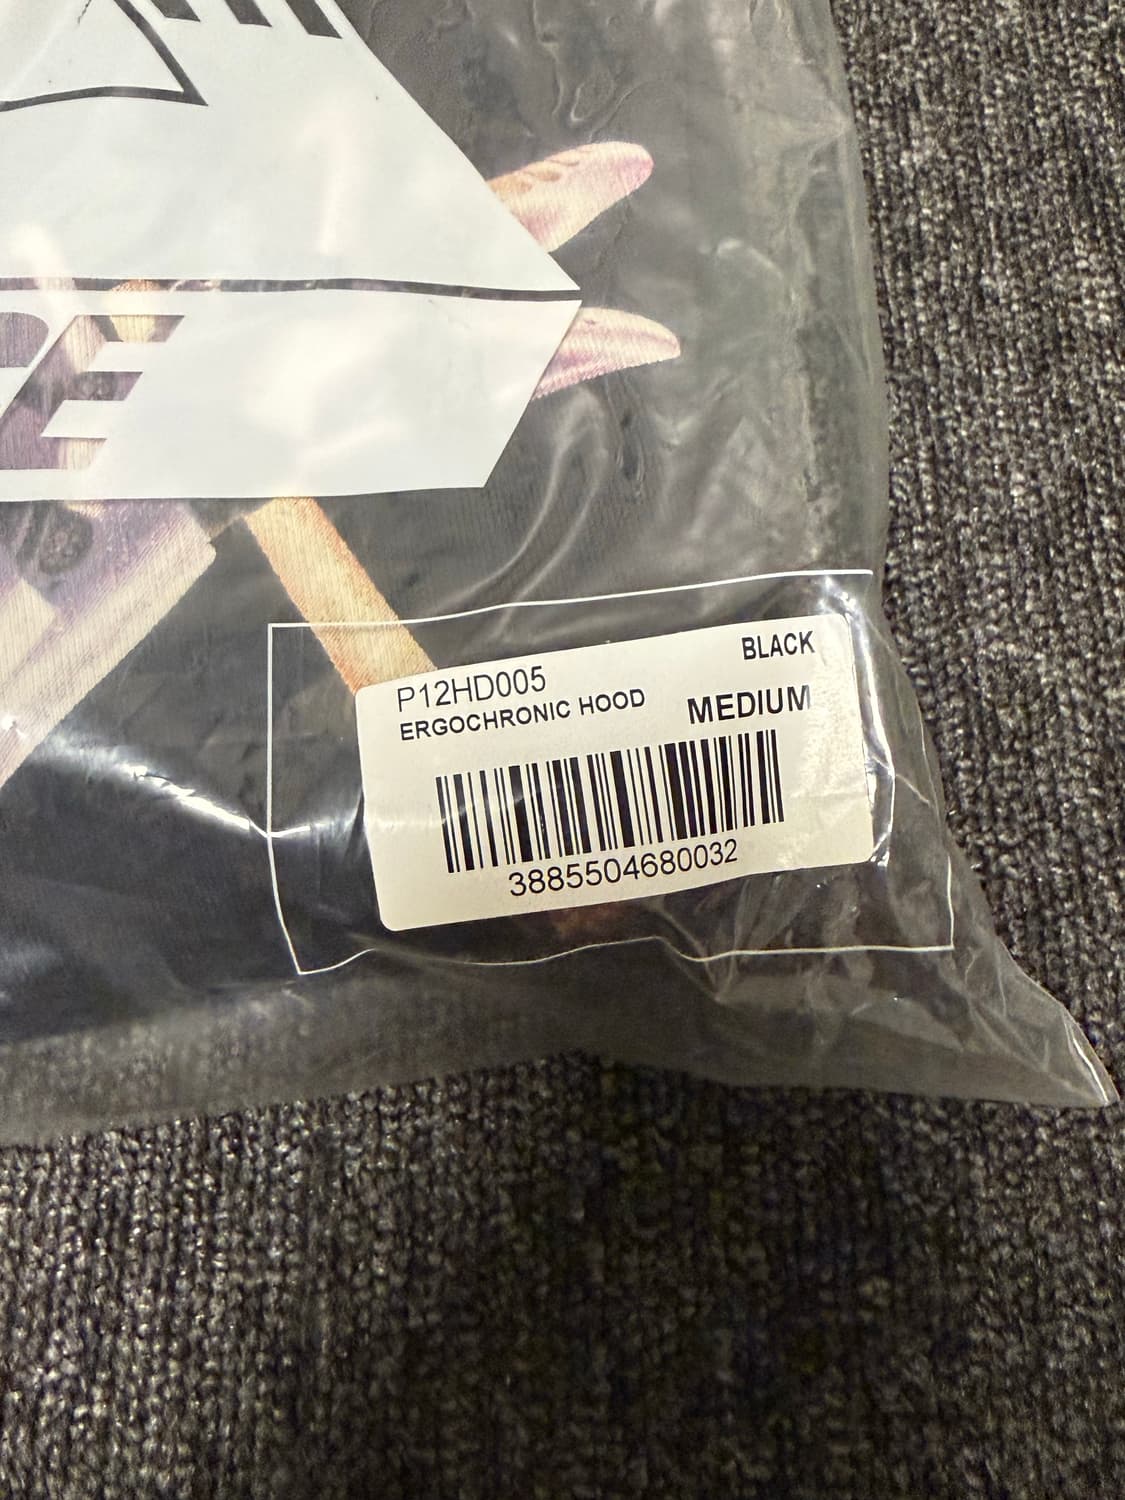 P12HD005
BLACK
ERGOCHRONIC HOOD
MEDIUM
3885504680032